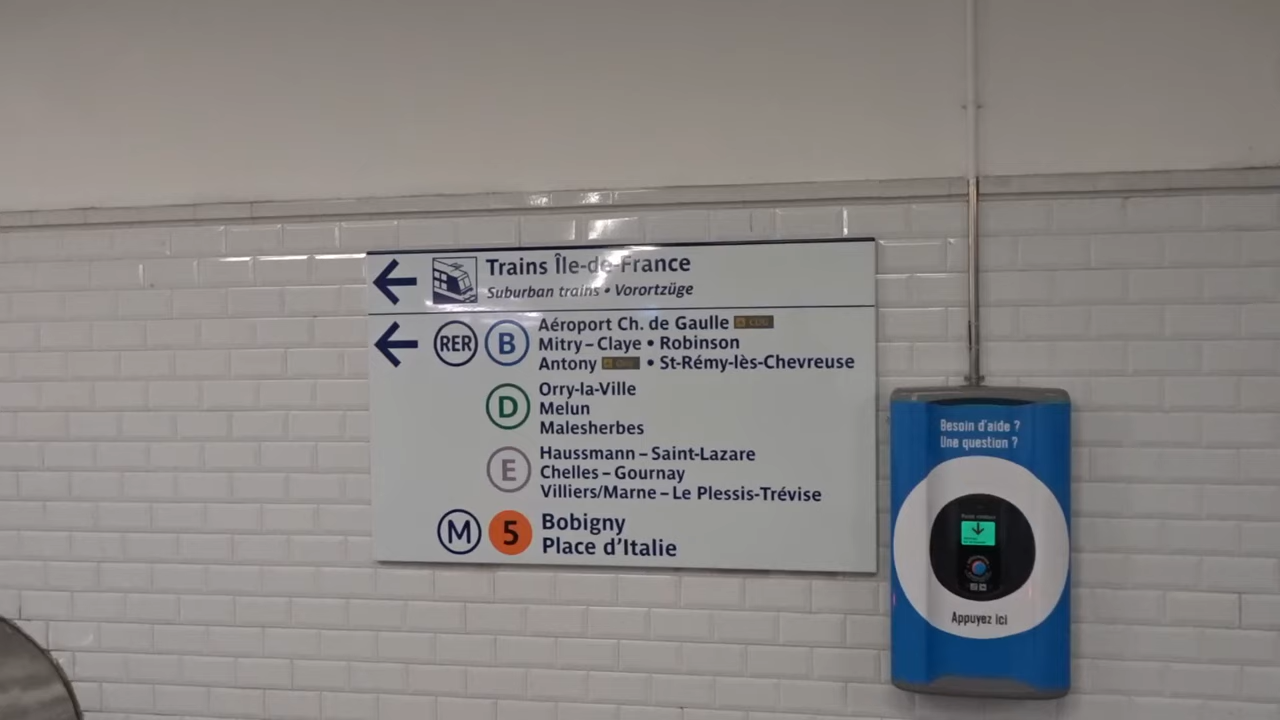 Trains Île-de-France
Suburban trains • Vorortzüge
RER B Aéroport Ch. de Gaulle CDG
Mitry – Claye • Robinson
Antony Orly • St-Rémy-lès-Chevreuse
D Orry-la-Ville
Melun
Malesherbes
E Haussmann – Saint-Lazare
Chelles – Gournay
Villiers/Marne – Le Plessis-Trévise
M 5 Bobigny
Place d'Italie
Besoin d'aide ?
Une question ?
Appuyez ici